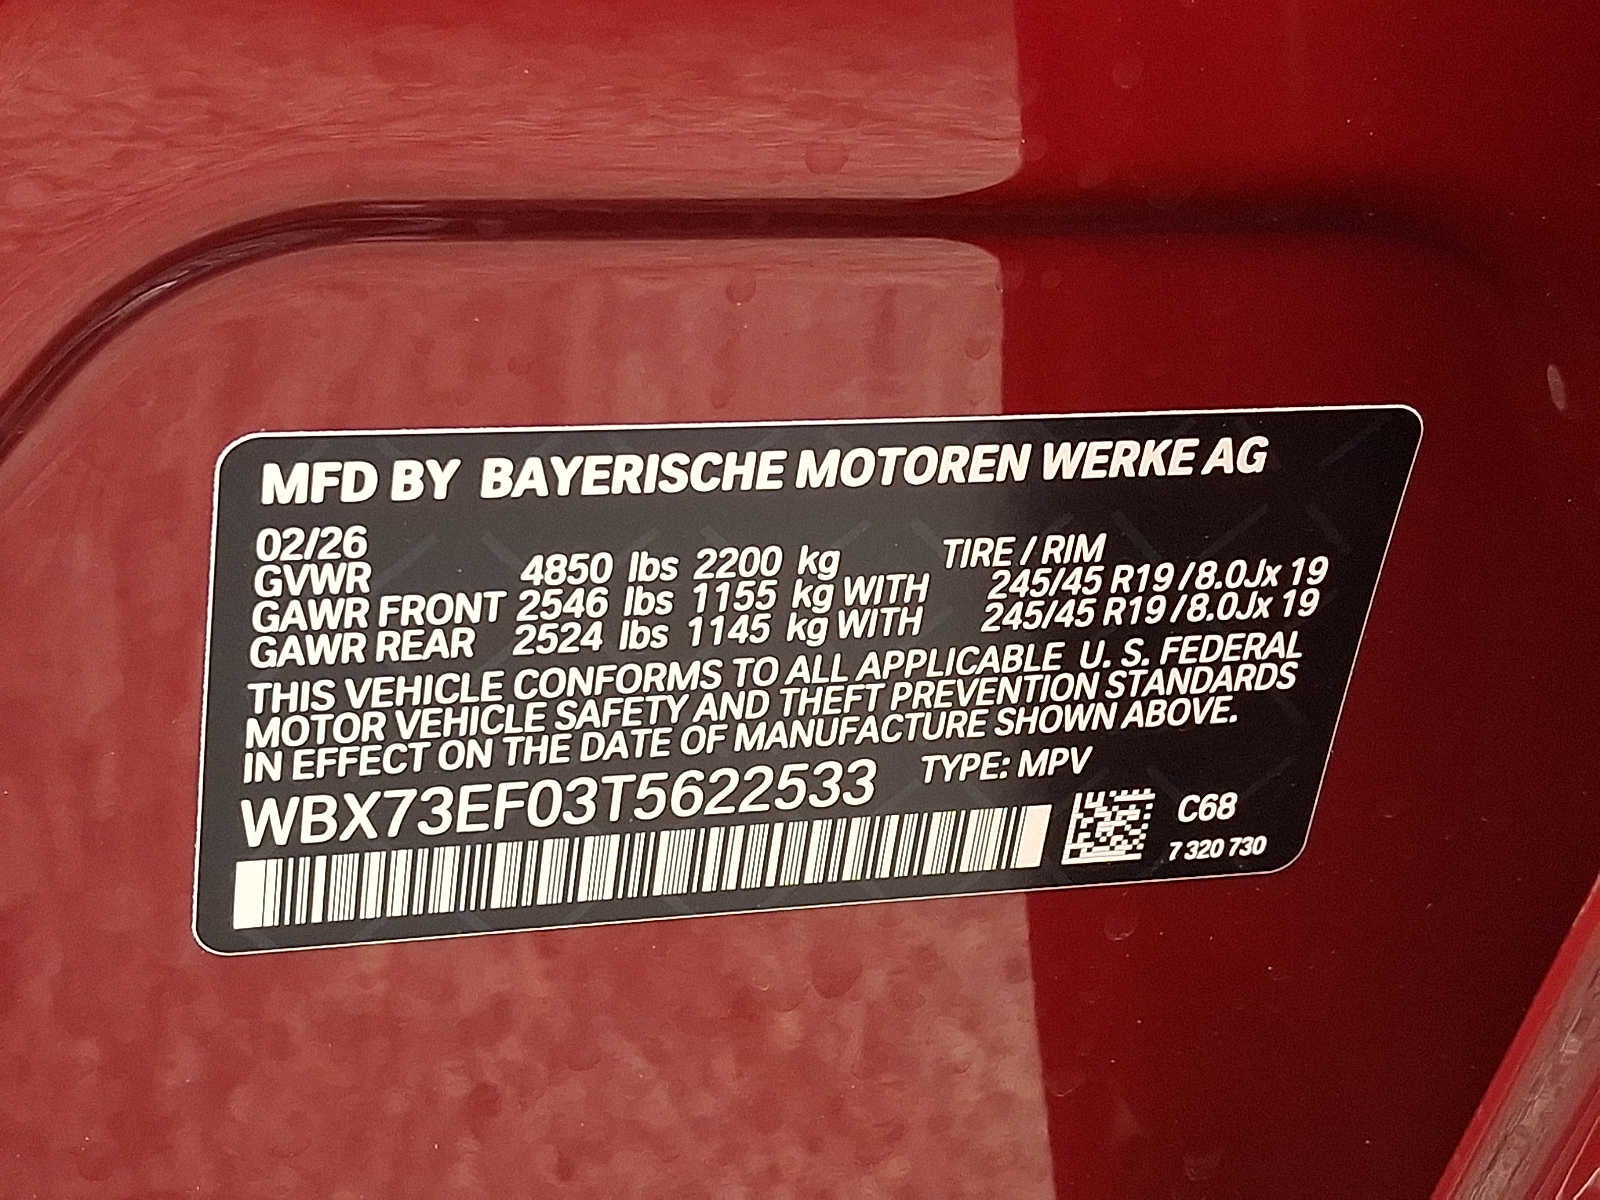 MFD BY BAYERISCHE MOTOREN WERKE AG
02/26
GVWR 4850 lbs 2200 kg TIRE / RIM
GAWR FRONT 2546 lbs 1155 kg WITH 245/45 R19 / 8.0Jx 19
GAWR REAR 2524 lbs 1145 kg WITH 245/45 R19 / 8.0Jx 19
THIS VEHICLE CONFORMS TO ALL APPLICABLE U. S. FEDERAL
MOTOR VEHICLE SAFETY AND THEFT PREVENTION STANDARDS
IN EFFECT ON THE DATE OF MANUFACTURE SHOWN ABOVE.
WBX73EF03T5622533 TYPE: MPV
C68
7 320 730